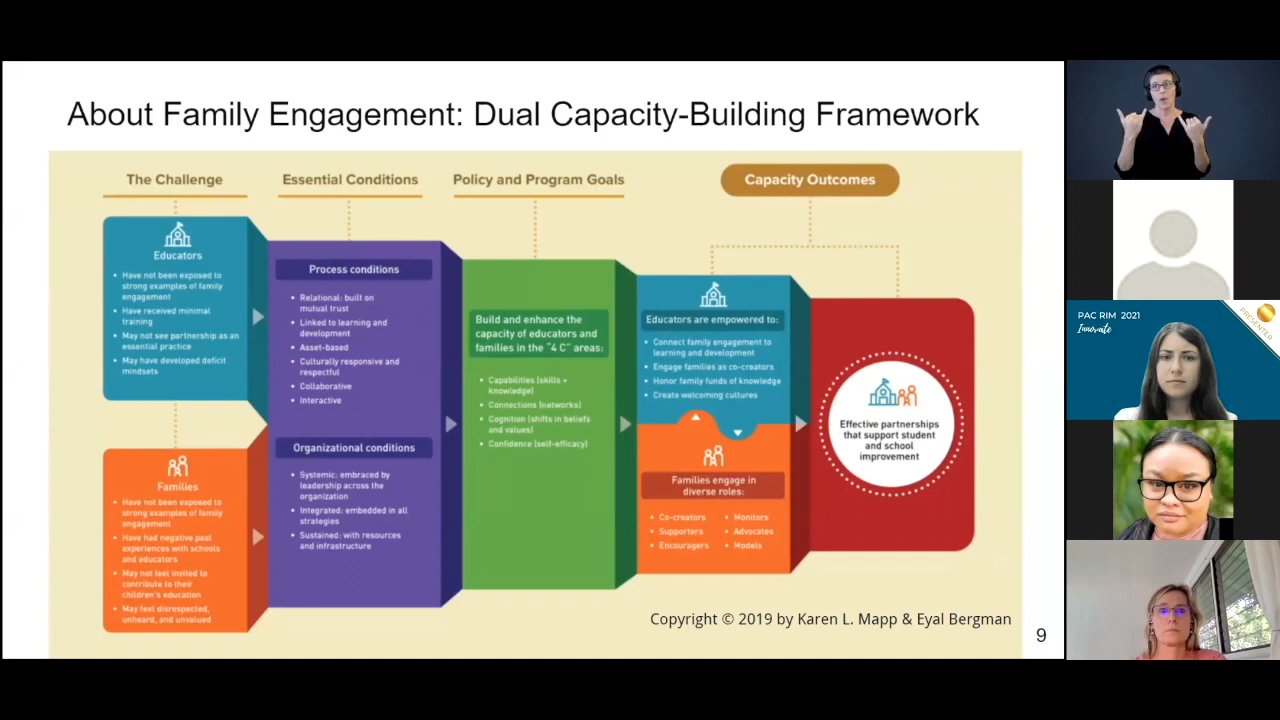 About Family Engagement: Dual Capacity-Building Framework
The Challenge
Educators
• Have not been exposed to
strong examples of family
engagement
• Have received minimal
training
• May not see partnership as an
essential practice
• May have developed deficit
mindsets
Families
• Have not been exposed to
strong examples of family
engagement
• Have had negative past
experiences with schools
and educators
• May not feel invited to
contribute to their
children's education
• May feel disrespected,
unheard, and unvalued
Essential Conditions
Process conditions
• Relational: built on
mutual trust
• Linked to learning and
development
• Asset-based
• Culturally responsive and
respectful
• Collaborative
• Interactive
Organizational conditions
• Systemic: embraced by
leadership across the
organization
• Integrated: embedded in all
strategies
• Sustained: with resources
and infrastructure
Policy and Program Goals
Build and enhance the
capacity of educators and
families in the "4 C" areas:
• Capabilities (skills +
knowledge)
• Connections (networks)
• Cognition (shifts in beliefs
and values)
• Confidence (self-efficacy)
Capacity Outcomes
Educators are empowered to:
• Connect family engagement to
learning and development
• Engage families as co-creators
• Honor family funds of knowledge
• Create welcoming cultures
Families engage in
diverse roles:
• Co-creators
• Supporters
• Encouragers
• Monitors
• Advocates
• Models
Effective partnerships
that support student
and school
improvement
Copyright © 2019 by Karen L. Mapp & Eyal Bergman
9
PAC RIM 2021
Innovate
PRESENTER